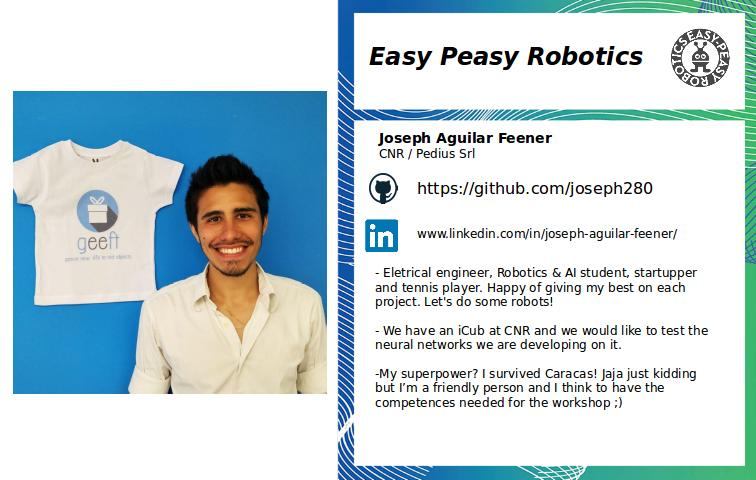 Easy Peasy Robotics
EASY-PEASY ROBOTICS
Joseph Aguilar Feener
CNR / Pedius Srl
https://github.com/joseph280
www.linkedin.com/in/joseph-aguilar-feener/
in
geeft
- Eletrical engineer, Robotics & AI student, startupper
and tennis player. Happy of giving my best on each
project. Let's do some robots!
- We have an iCub at CNR and we would like to test the
neural networks we are developing on it.
-My superpower? I survived Caracas! Jaja just kidding
but I’m a friendly person and I think to have the
competences needed for the workshop ;)